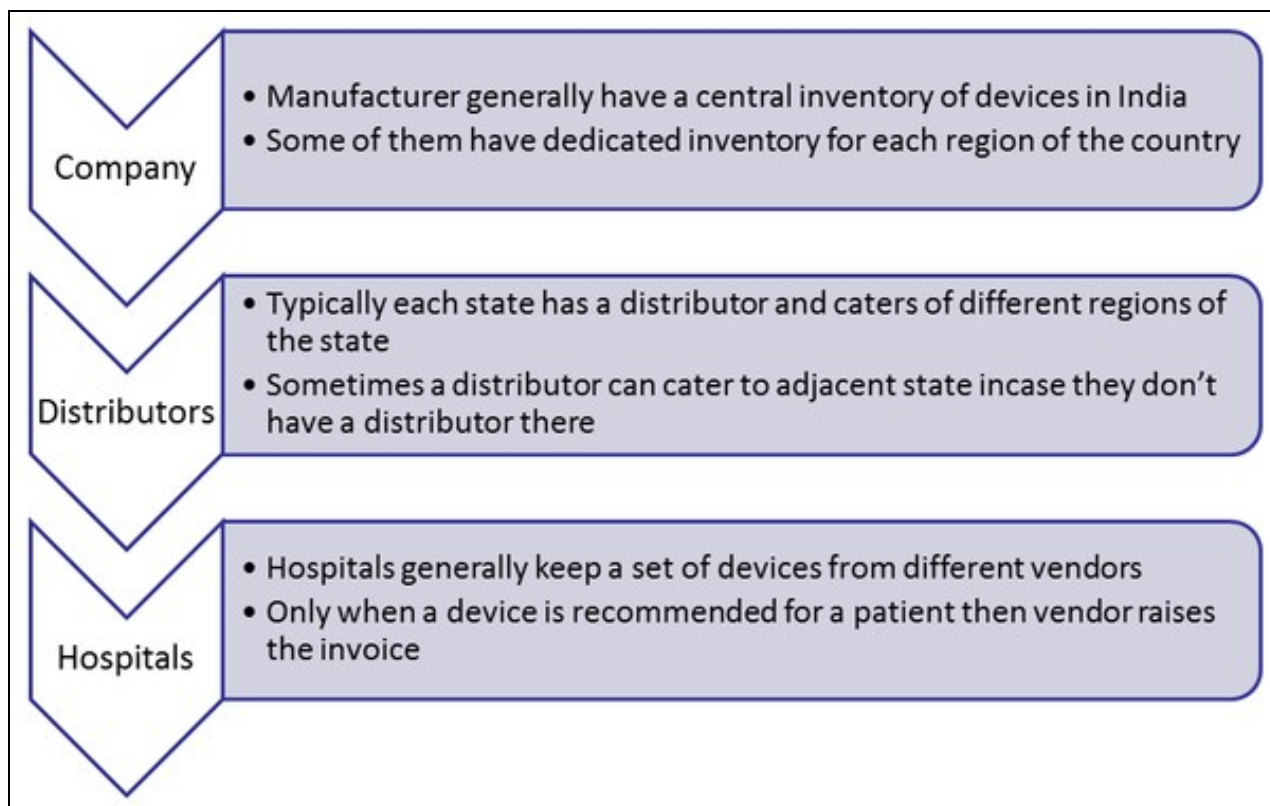 Company
• Manufacturer generally have a central inventory of devices in India
• Some of them have dedicated inventory for each region of the country
Distributors
• Typically each state has a distributor and caters of different regions of
the state
• Sometimes a distributor can cater to adjacent state incase they don’t
have a distributor there
Hospitals
• Hospitals generally keep a set of devices from different vendors
• Only when a device is recommended for a patient then vendor raises
the invoice